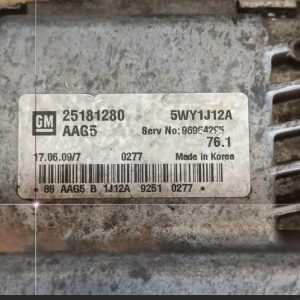 GM 25181280 5WY1J12A
AAG5 Serv No: 96964295
76.1
17.06.09/7 0277 Made in Korea
* 86 AAG5 B 1J12A 9251 0277 *